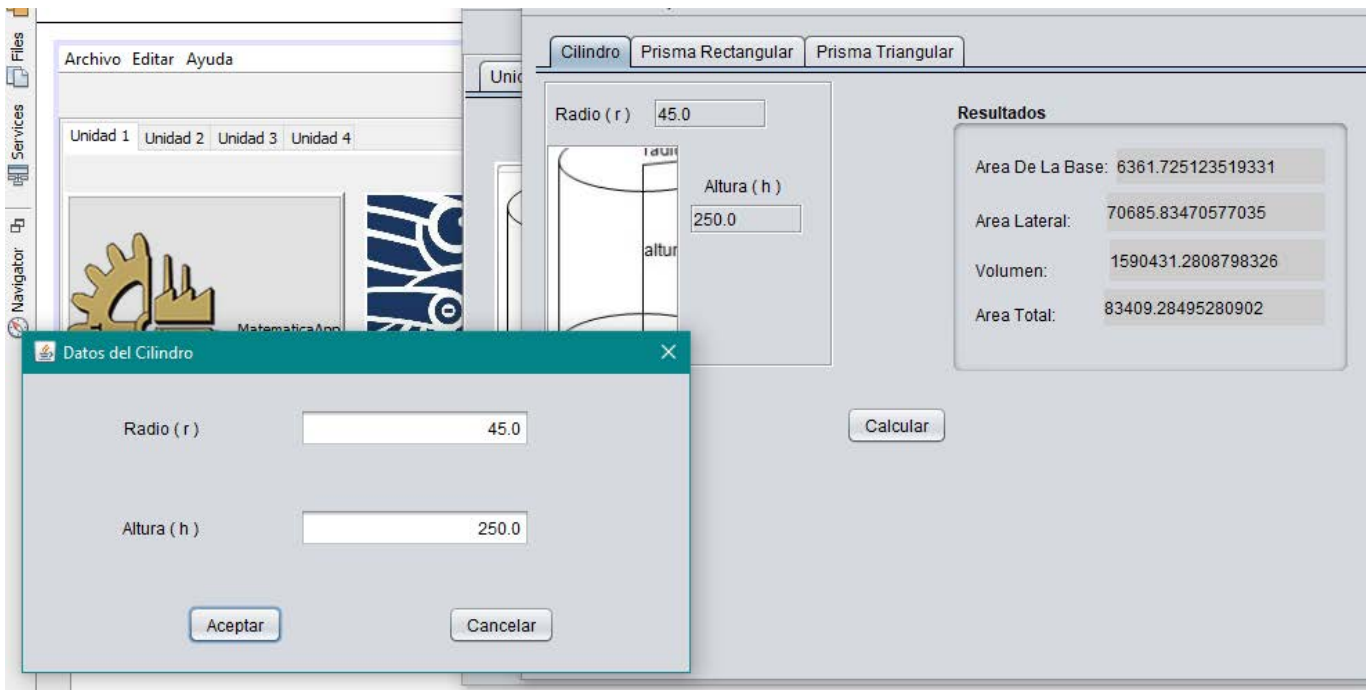 Files
Services
Navigator
Archivo Editar Ayuda
Unidad 1 Unidad 2 Unidad 3 Unidad 4
MatematicaApp
Cilindro Prisma Rectangular Prisma Triangular
Radio ( r ) 45.0
Altura ( h )
250.0
Resultados
Area De La Base: 6361.725123519331
Area Lateral: 70685.83470577035
Volumen: 1590431.2808798326
Area Total: 83409.28495280902
Calcular
Datos del Cilindro
Radio ( r ) 45.0
Altura ( h ) 250.0
Aceptar Cancelar